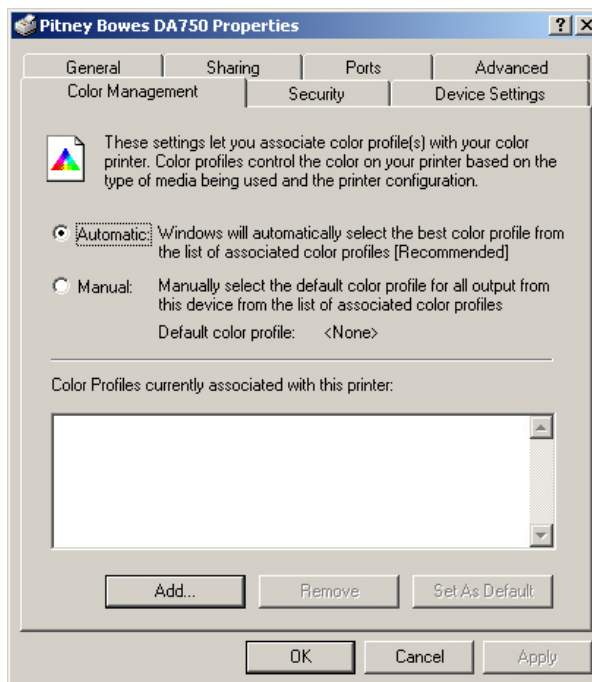 Pitney Bowes DA750 Properties
General Sharing Ports Advanced
Color Management Security Device Settings
These settings let you associate color profile(s) with your color
printer. Color profiles control the color on your printer based on the
type of media being used and the printer configuration.
Automatic: Windows will automatically select the best color profile from
the list of associated color profiles [Recommended]
Manual: Manually select the default color profile for all output from
this device from the list of associated color profiles
Default color profile: <None>
Color Profiles currently associated with this printer:
Add... Remove Set As Default
OK Cancel Apply